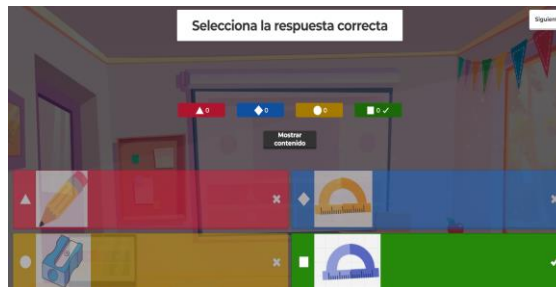 Selecciona la respuesta correcta
Siguien
0
0
0
0
Mostrar
contenido